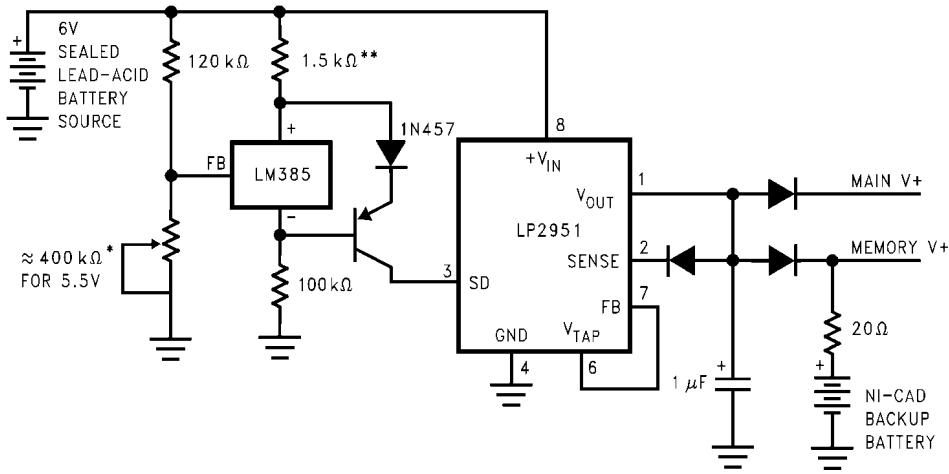 +
6V
SEALED
LEAD-ACID
BATTERY
SOURCE
120 kΩ
1.5 kΩ**
+
FB
LM385
−
1N457
≈ 400 kΩ*
FOR 5.5V
100kΩ
8
+VIN
1
VOUT
LP2951
2
SENSE
3
SD
7
FB
VTAP
GND
4
6
MAIN V+
MEMORY V+
20Ω
+
1 μF
+
NI-CAD
BACKUP
BATTERY